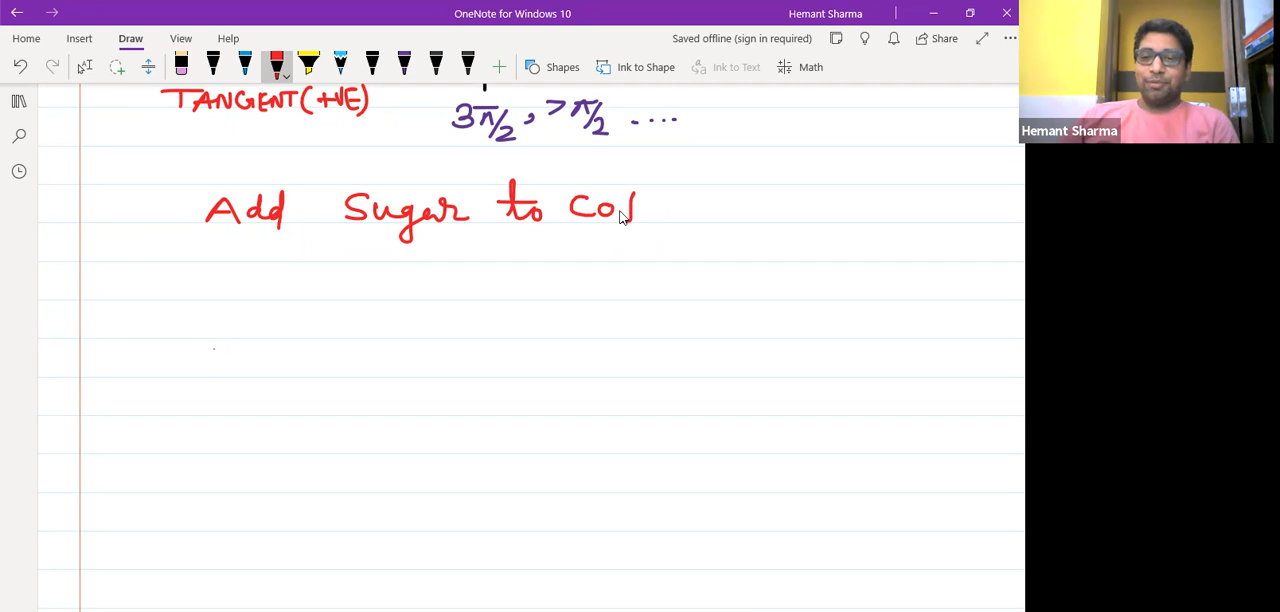 OneNote for Windows 10
Hemant Sharma
Home Insert Draw View Help
Saved offline (sign in required)
Share
Shapes
Ink to Shape
Ink to Text
Math
Hemant Sharma
TANGENT(+VE)
3π/2, 7π/2 ....
Add Sugar to